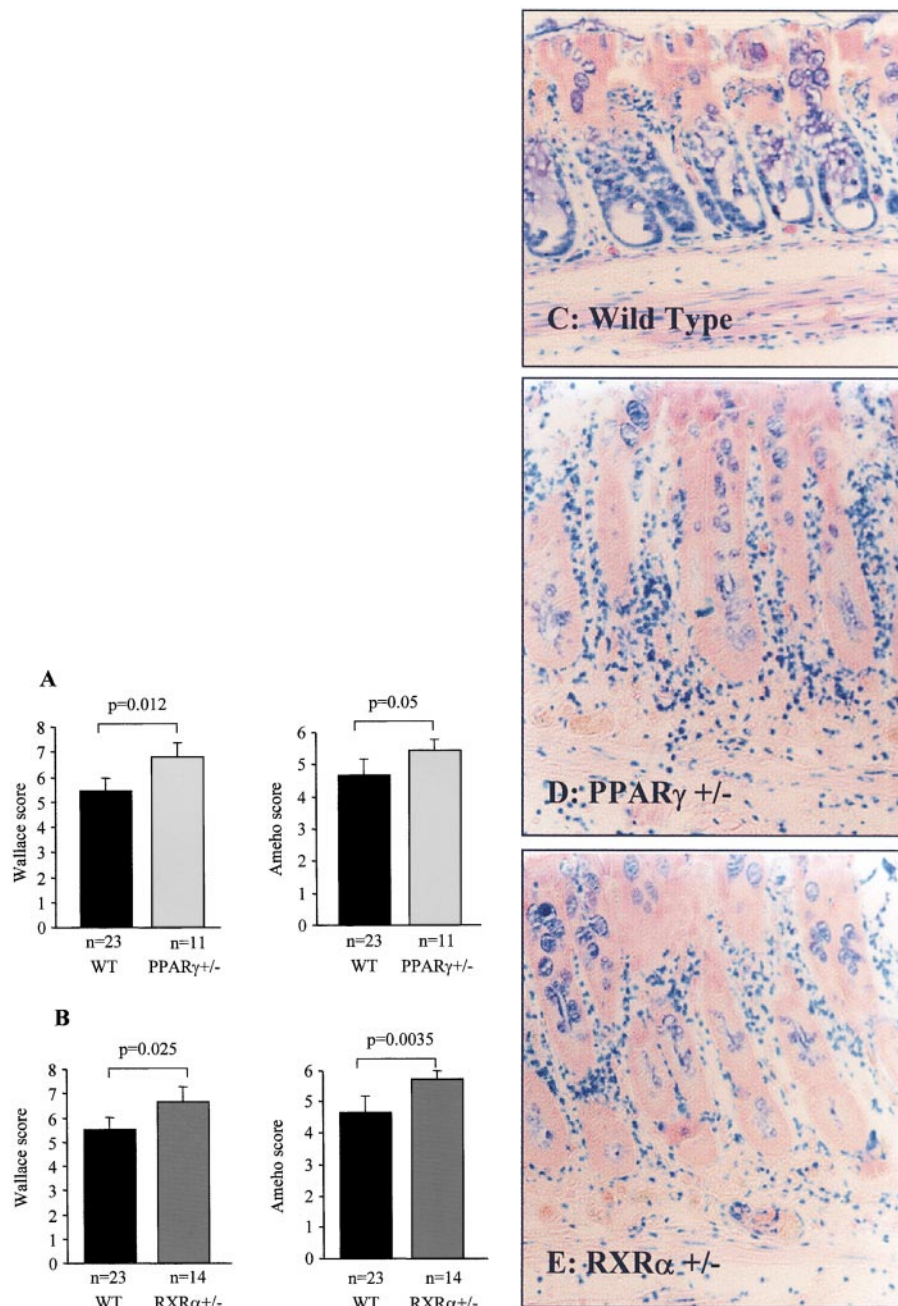 C: Wild Type
D: PPARγ +/-
E: RXRα +/-
A
p=0.012
Wallace score
8
7
6
5
4
3
2
1
0
n=23
n=11
WT
PPARγ+/-
p=0.05
Ameho score
6
5
4
3
2
1
0
n=23
n=11
WT
PPARγ+/-
B
p=0.025
Wallace score
8
7
6
5
4
3
2
1
0
n=23
n=14
WT
RXRα+/-
p=0.0035
Ameho score
6
5
4
3
2
1
0
n=23
n=14
WT
RXRα+/-